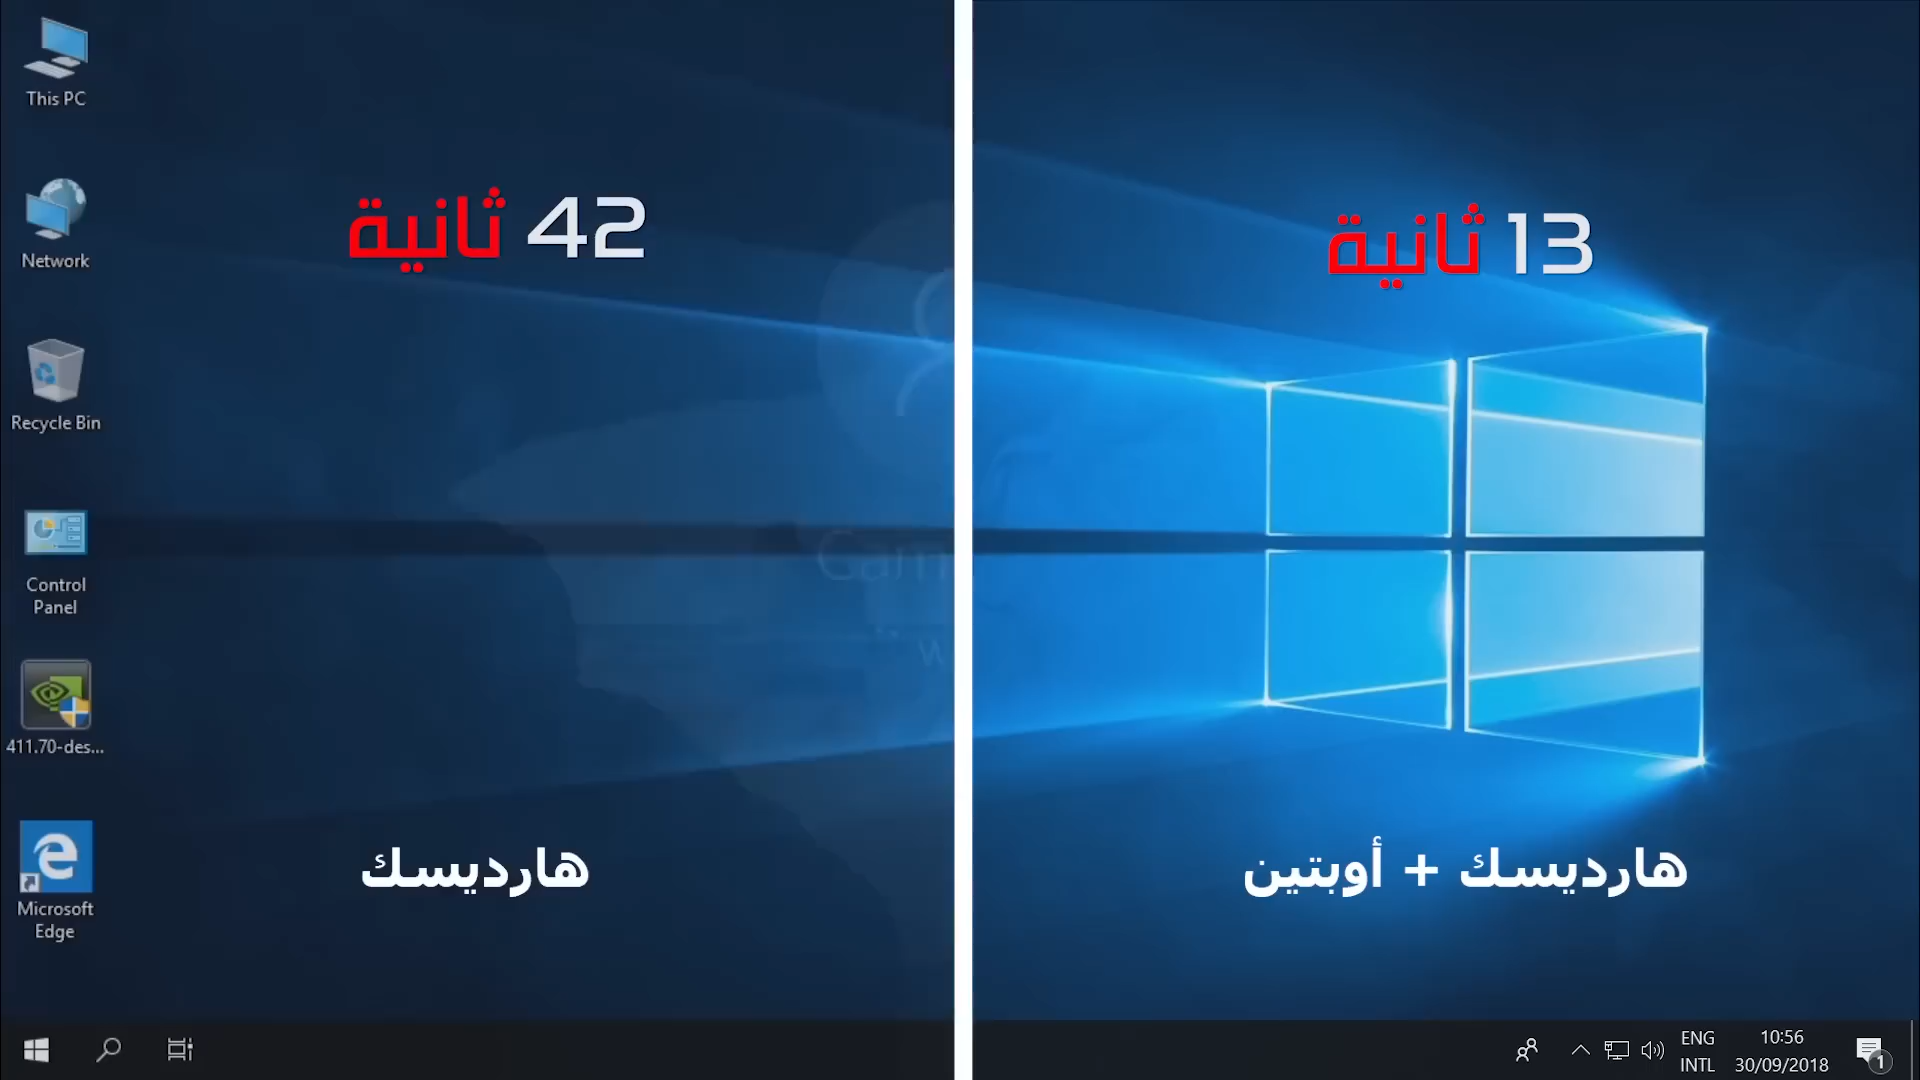 This PC
Network
Recycle Bin
Control
Panel
411.70-des...
Microsoft
Edge
42 ثانية
هارديسك
13 ثانية
هارديسك + أوبتين
ENG
INTL
10:56
30/09/2018
1